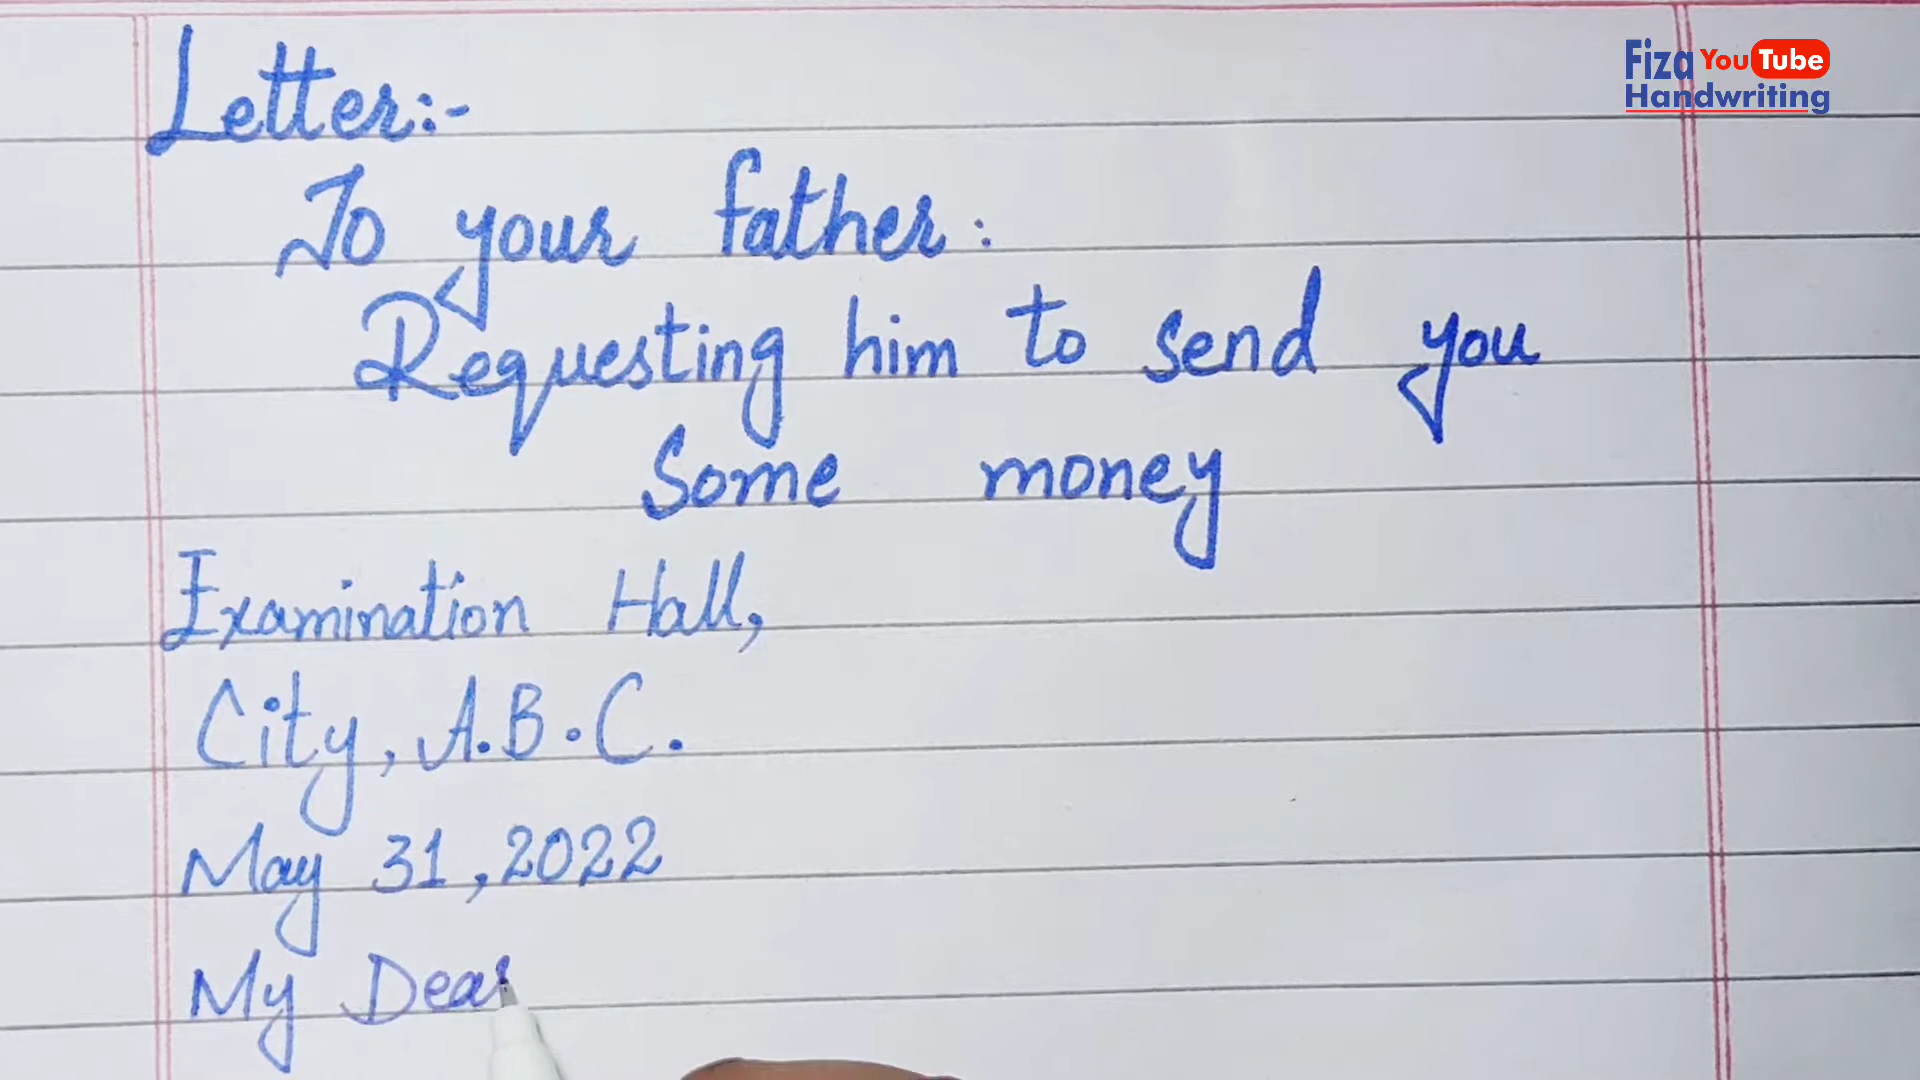 Letter:-
To your father:
Requesting him to send you
Some money
Examination Hall,
City, A.B.C.
May 31, 2022
My Dear
Fiza YouTube
Handwriting